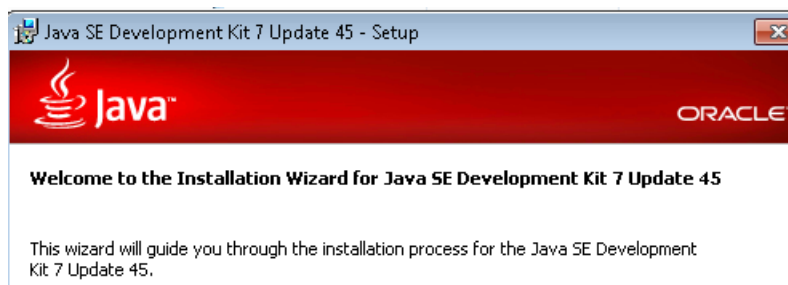 Java SE Development Kit 7 Update 45 - Setup
Java™
ORACLE
Welcome to the Installation Wizard for Java SE Development Kit 7 Update 45
This wizard will guide you through the installation process for the Java SE Development
Kit 7 Update 45.